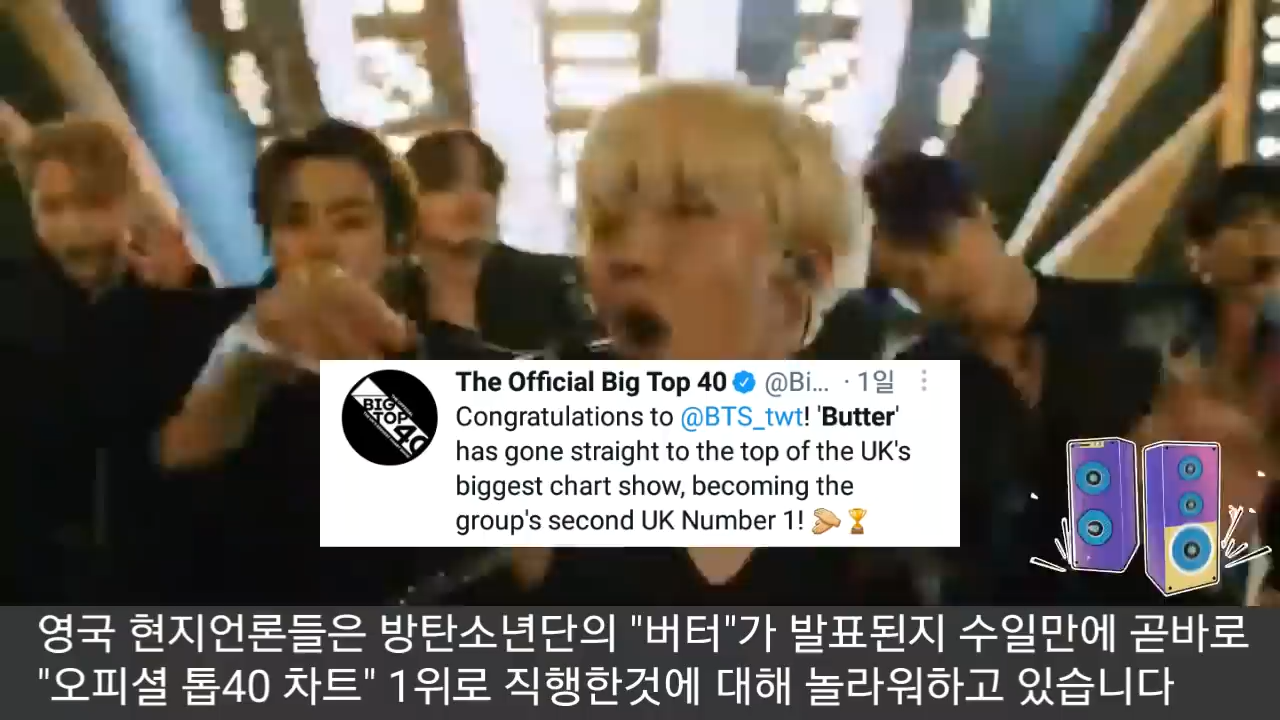 The Official Big Top 40 @Bi... · 1일
BIG
TOP
40
Congratulations to @BTS_twt! 'Butter'
has gone straight to the top of the UK's
biggest chart show, becoming the
group's second UK Number 1! 👏🏼🏆
영국 현지언론들은 방탄소년단의 "버터"가 발표된지 수일만에 곧바로
"오피셜 톱40 차트" 1위로 직행한것에 대해 놀라워하고 있습니다